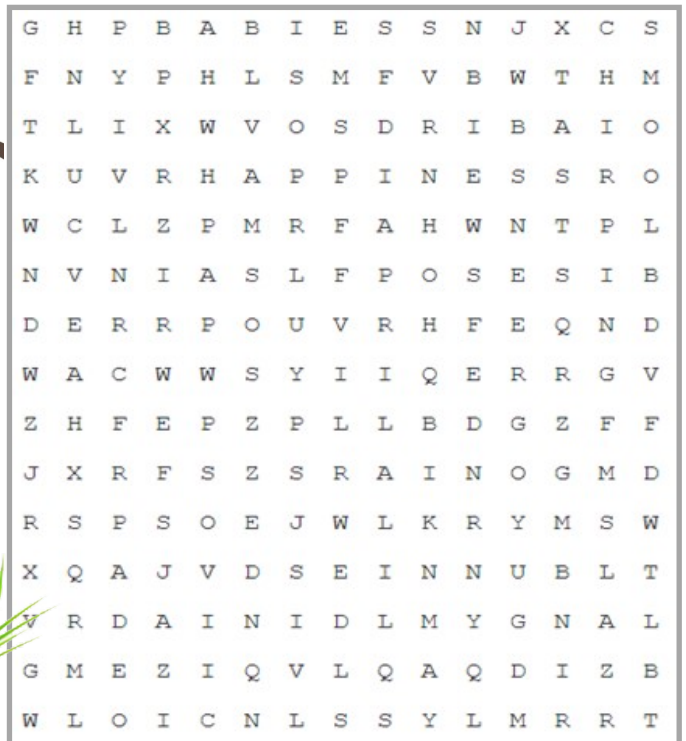 G H P B A B I E S S N J X C S
F N Y P H L S M F V B W T H M
T L I X W V O S D R I B A I O
K U V R H A P P I N E S S R O
W C L Z P M R F A H W N T P L
N V N I A S L F P O S E S I B
D E R R P O U V R H F E Q N D
W A C W W S Y I I Q E R R G V
Z H F E P Z P L L B D G Z F F
J X R F S Z S R A I N O G M D
R S P S O E J W L K R Y M S W
X Q A J V D S E I N N U B L T
V R D A I N I D L M Y G N A L
G M E Z I Q V L Q A Q D I Z B
W L O I C N L S S Y L M R R T